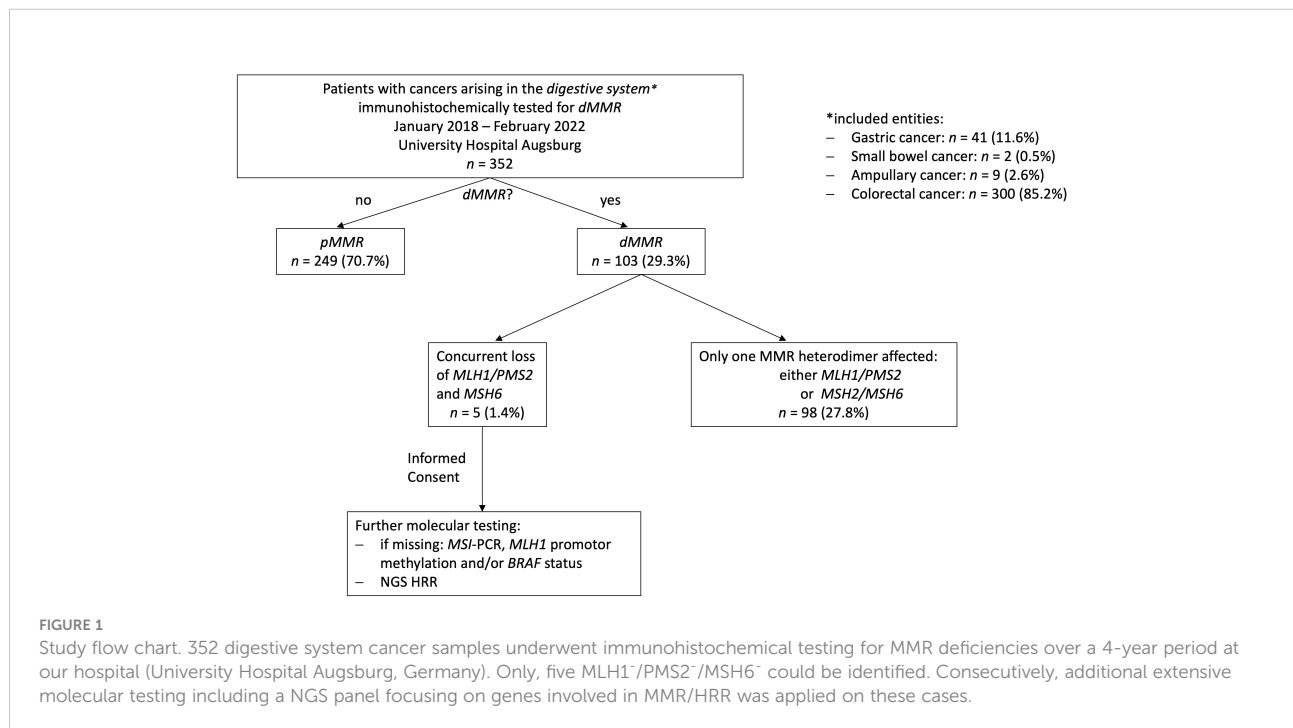 Patients with cancers arising in the digestive system*
immunohistochemically tested for dMMR
January 2018 – February 2022
University Hospital Augsburg
n = 352
*included entities:
– Gastric cancer: n = 41 (11.6%)
– Small bowel cancer: n = 2 (0.5%)
– Ampullary cancer: n = 9 (2.6%)
– Colorectal cancer: n = 300 (85.2%)
no
dMMR?
yes
pMMR
n = 249 (70.7%)
dMMR
n = 103 (29.3%)
Concurrent loss
of MLH1/PMS2
and MSH6
n = 5 (1.4%)
Only one MMR heterodimer affected:
either MLH1/PMS2
or MSH2/MSH6
n = 98 (27.8%)
Informed
Consent
Further molecular testing:
– if missing: MSI-PCR, MLH1 promotor
methylation and/or BRAF status
– NGS HRR
FIGURE 1
Study flow chart. 352 digestive system cancer samples underwent immunohistochemical testing for MMR deficiencies over a 4-year period at
our hospital (University Hospital Augsburg, Germany). Only, five MLH1⁻/PMS2⁻/MSH6⁻ could be identified. Consecutively, additional extensive
molecular testing including a NGS panel focusing on genes involved in MMR/HRR was applied on these cases.